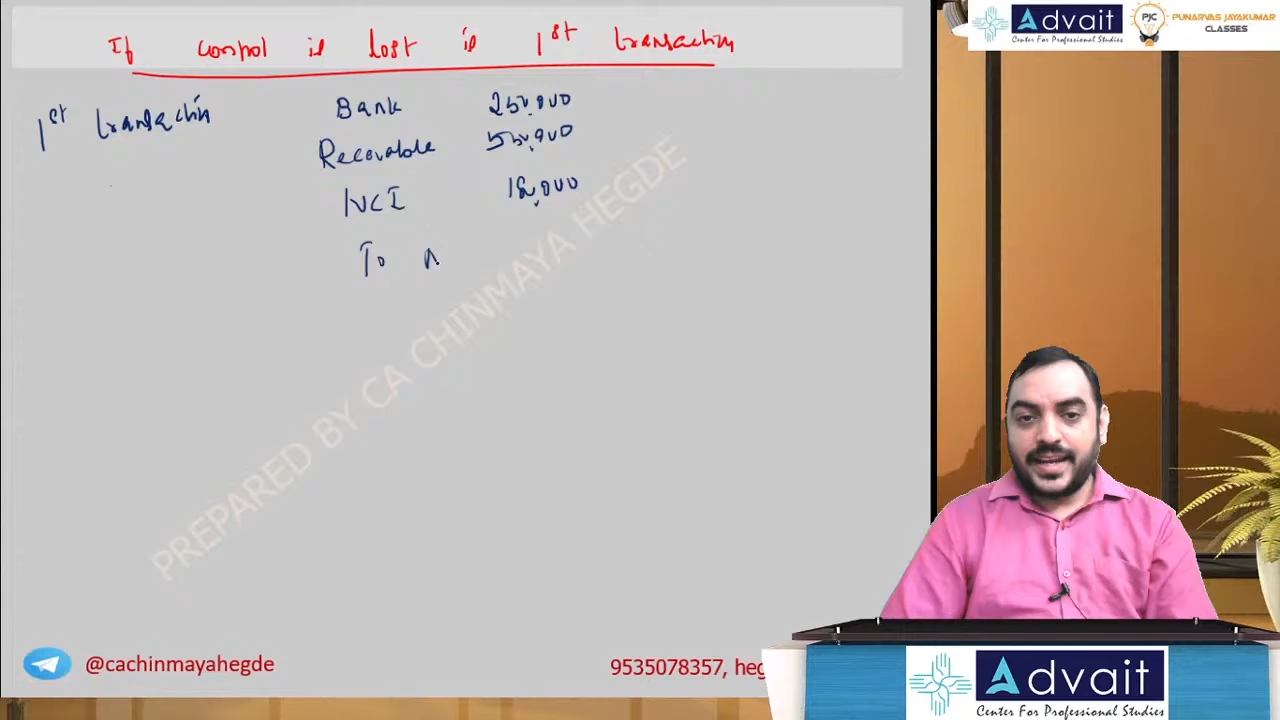 If control is lost in 1st transaction
1st transaction
Bank 250,000
Receivable 550,000
NCI 18,000
To A
PREPARED BY CA CHINMAYA HEGDE
@cachinmayahegde
9535078357, heg
Advait
Center For Professional Studies
PJC
PUNARVAS JAYAKUMAR
CLASSES
Advait
Center For Professional Studies